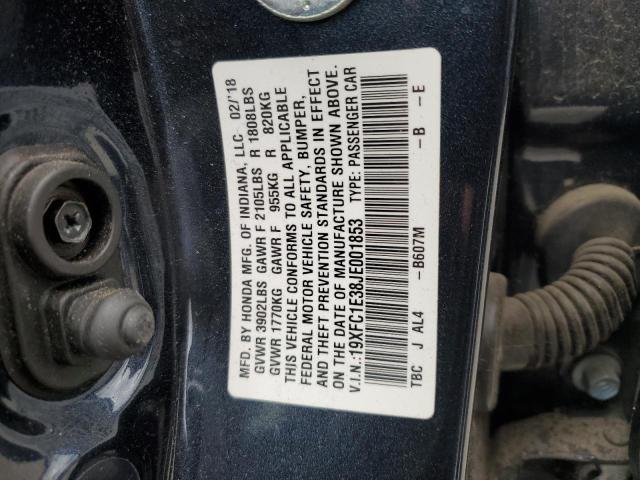 MFD. BY HONDA MFG. OF INDIANA, LLC 02/'18
GVWR 3902LBS GAWR F 2105LBS R 1808LBS
GVWR 1770KG GAWR F 955KG R 820KG
THIS VEHICLE CONFORMS TO ALL APPLICABLE
FEDERAL MOTOR VEHICLE SAFETY, BUMPER,
AND THEFT PREVENTION STANDARDS IN EFFECT
ON THE DATE OF MANUFACTURE SHOWN ABOVE.
V.I.N.:19XFC1E38JE001853 TYPE: PASSENGER CAR
TBC J AL4 -B607M -B -E